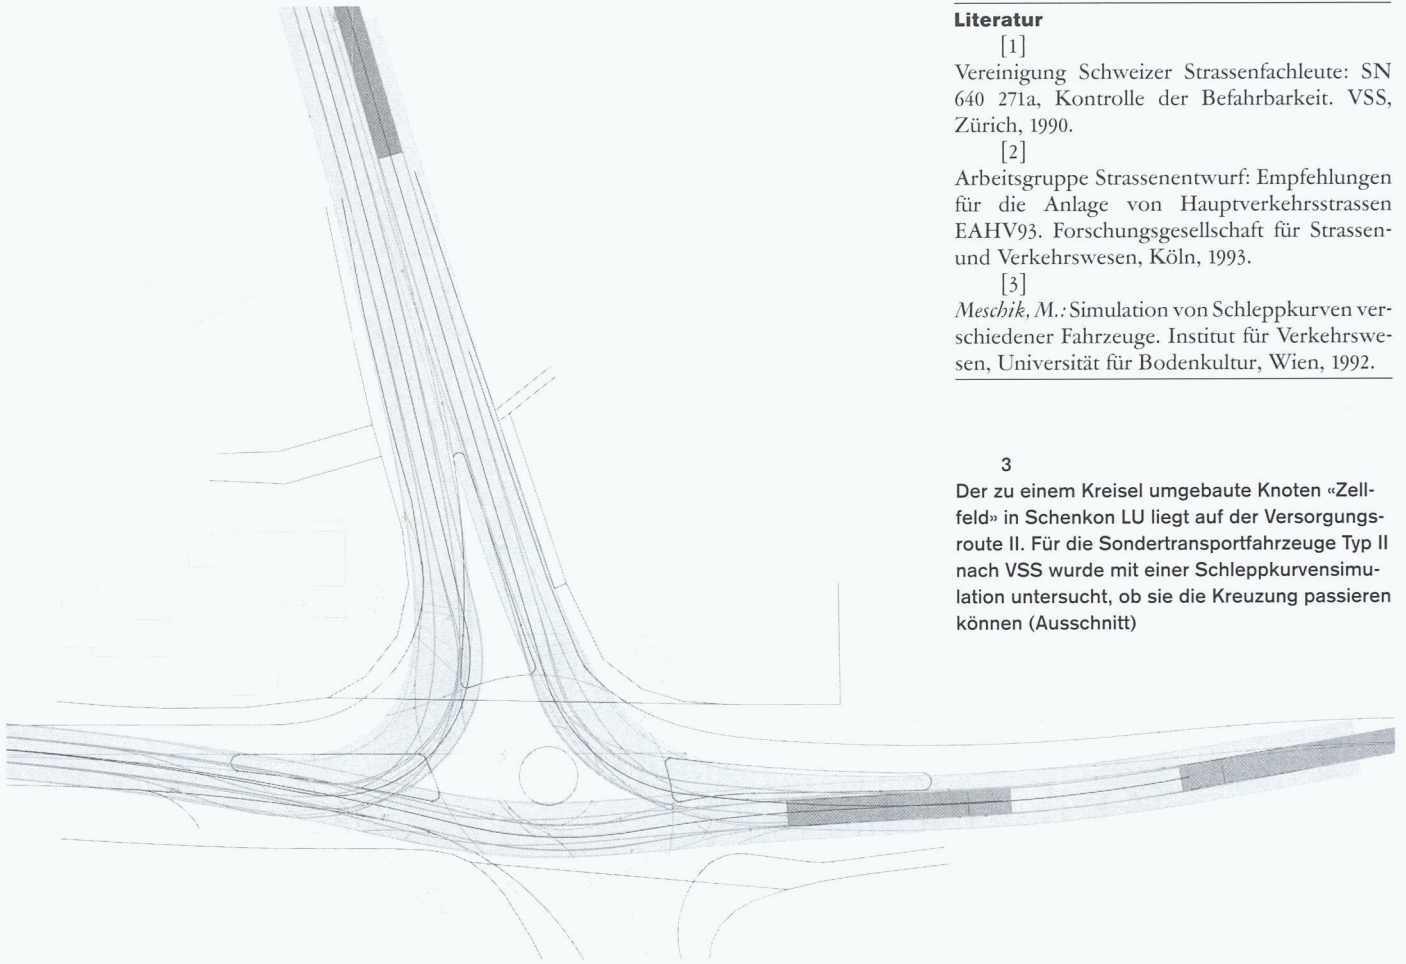 Literatur
[1]
Vereinigung Schweizer Strassenfachleute: SN
640 271a, Kontrolle der Befahrbarkeit. VSS,
Zürich, 1990.
[2]
Arbeitsgruppe Strassenentwurf: Empfehlungen
für die Anlage von Hauptverkehrsstrassen
EAHV93. Forschungsgesellschaft für Strassen-
und Verkehrswesen, Köln, 1993.
[3]
Meschik, M.: Simulation von Schleppkurven ver-
schiedener Fahrzeuge. Institut für Verkehrswe-
sen, Universität für Bodenkultur, Wien, 1992.
3
Der zu einem Kreisel umgebaute Knoten «Zell-
feld» in Schenkon LU liegt auf der Versorgungs-
route II. Für die Sondertransportfahrzeuge Typ II
nach VSS wurde mit einer Schleppkurvensimu-
lation untersucht, ob sie die Kreuzung passieren
können (Ausschnitt)